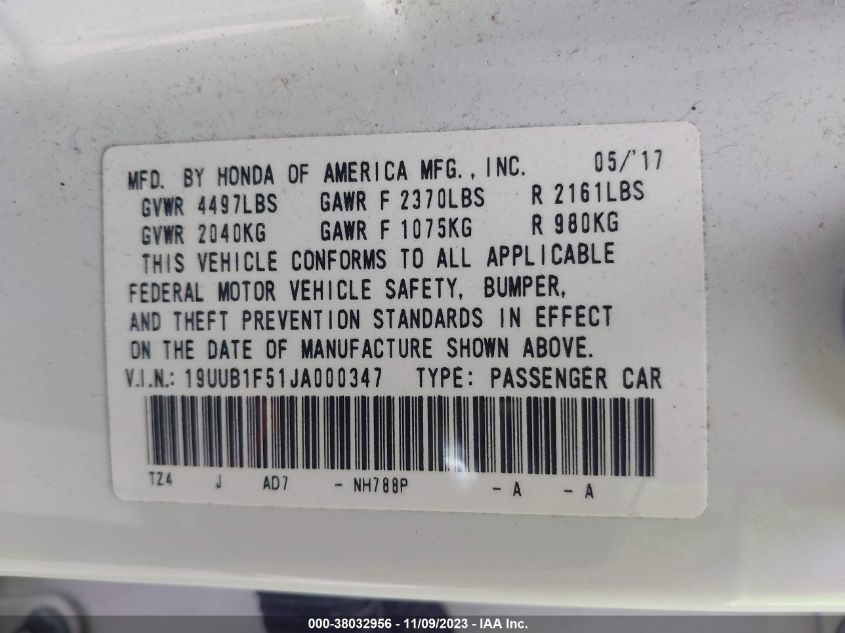 MFD. BY HONDA OF AMERICA MFG., INC. 05/'17
GVWR 4497LBS GAWR F 2370LBS R 2161LBS
GVWR 2040KG GAWR F 1075KG R 980KG
THIS VEHICLE CONFORMS TO ALL APPLICABLE
FEDERAL MOTOR VEHICLE SAFETY, BUMPER,
AND THEFT PREVENTION STANDARDS IN EFFECT
ON THE DATE OF MANUFACTURE SHOWN ABOVE.
V.I.N.: 19UUB1F51JA000347 TYPE: PASSENGER CAR
TZ4 J AD7 - NH788P - A - A
000-38032956 - 11/09/2023 - IAA Inc.